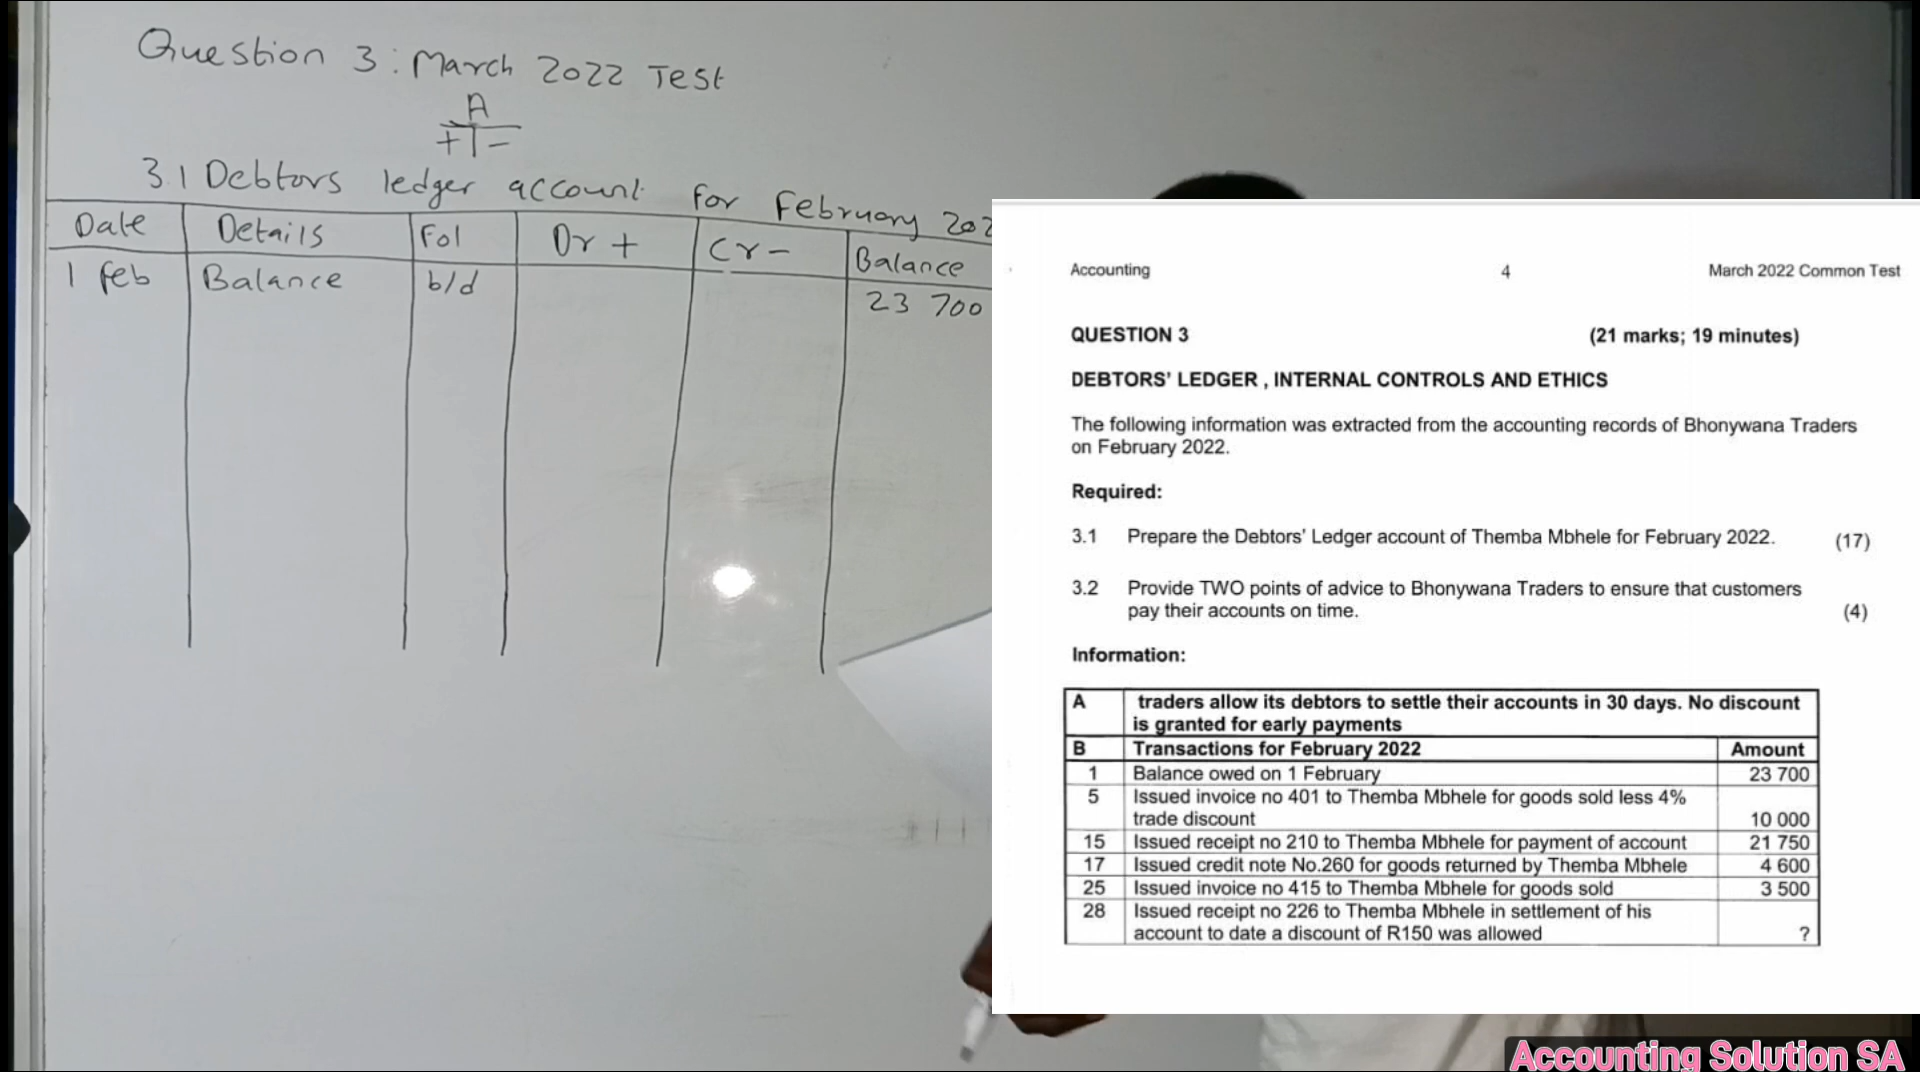 Question 3: March 2022 Test
A
+ -
3.1 Debtors ledger account for February 202
Date Details Fol Dr + Cr - Balance
1 feb Balance b/d 23 700
Accounting 4 March 2022 Common Test
QUESTION 3 (21 marks; 19 minutes)
DEBTORS' LEDGER , INTERNAL CONTROLS AND ETHICS
The following information was extracted from the accounting records of Bhonywana Traders
on February 2022.
Required:
3.1 Prepare the Debtors' Ledger account of Themba Mbhele for February 2022. (17)
3.2 Provide TWO points of advice to Bhonywana Traders to ensure that customers
pay their accounts on time. (4)
Information:
A traders allow its debtors to settle their accounts in 30 days. No discount
is granted for early payments
B Transactions for February 2022 Amount
1 Balance owed on 1 February 23 700
5 Issued invoice no 401 to Themba Mbhele for goods sold less 4%
trade discount 10 000
15 Issued receipt no 210 to Themba Mbhele for payment of account 21 750
17 Issued credit note No.260 for goods returned by Themba Mbhele 4 600
25 Issued invoice no 415 to Themba Mbhele for goods sold 3 500
28 Issued receipt no 226 to Themba Mbhele in settlement of his
account to date a discount of R150 was allowed ?
Accounting Solution SA